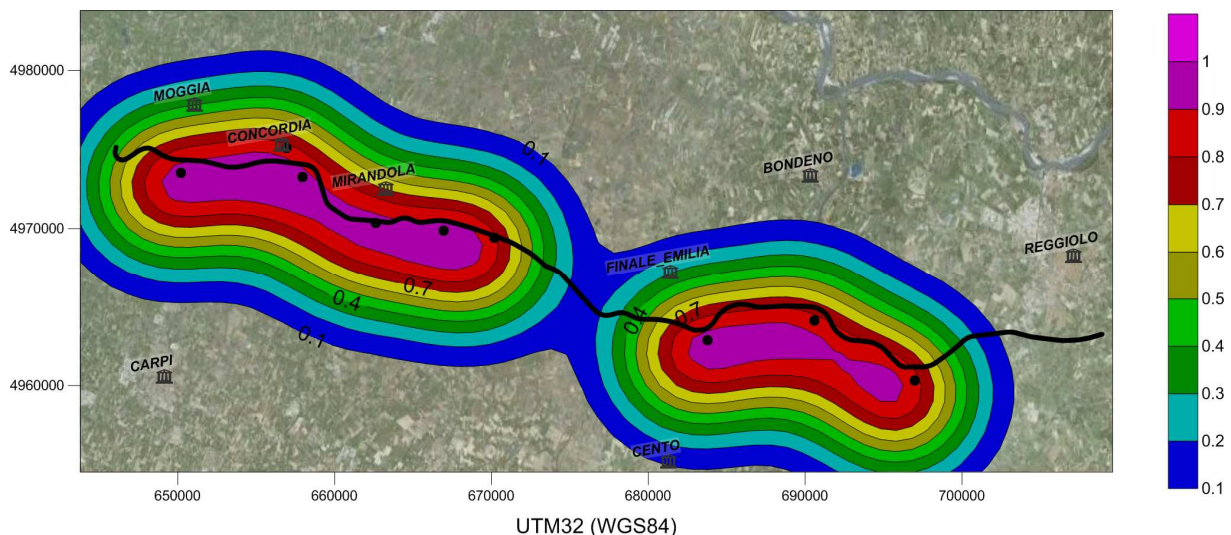 4980000
4970000
4960000
MOGGIA
CONCORDIA
MIRANDOLA
0.1
BONDENO
FINALE_EMILIA
REGGIOLO
0.7
0.4
0.1
0.4
0.7
CARPI
CENTO
650000
660000
670000
680000
690000
700000
UTM32 (WGS84)
1
0.9
0.8
0.7
0.6
0.5
0.4
0.3
0.2
0.1